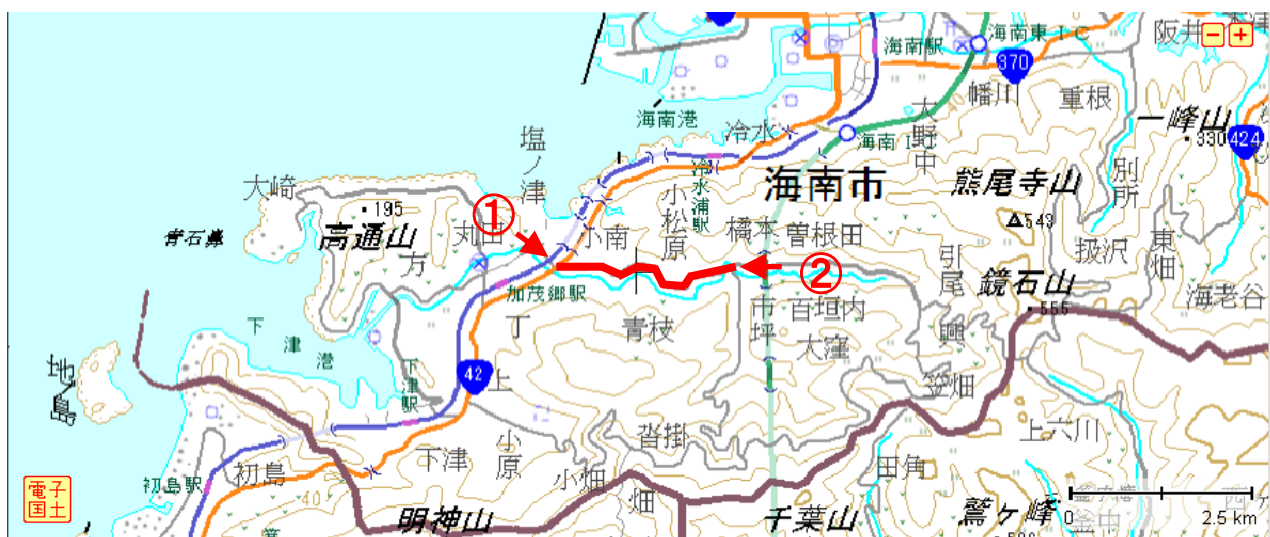 海南駅
海南東IC
阪井
370
幡川
重根
海南港
冷水
大野中
海南IC
一峰山
330
424
塩ノ津
冷水浦駅
海南市
熊尾寺山
543
別所
大崎
195
高通山
青石鼻
丸田
①
小南
小松原
橋本
曽根田
②
引尾
扱沢
東畑
海老谷
方
加茂郷駅
丁
青枝
市坪
百垣内
大窪
鏡石山
555
興
下津港
下津駅
42
上
笠畑
沓掛
上六川
小原
下津
小畑
畑
田角
初島駅
初島
40
明神山
千葉山
鷲ヶ峰
釜中
0
2.5 km
電子国土